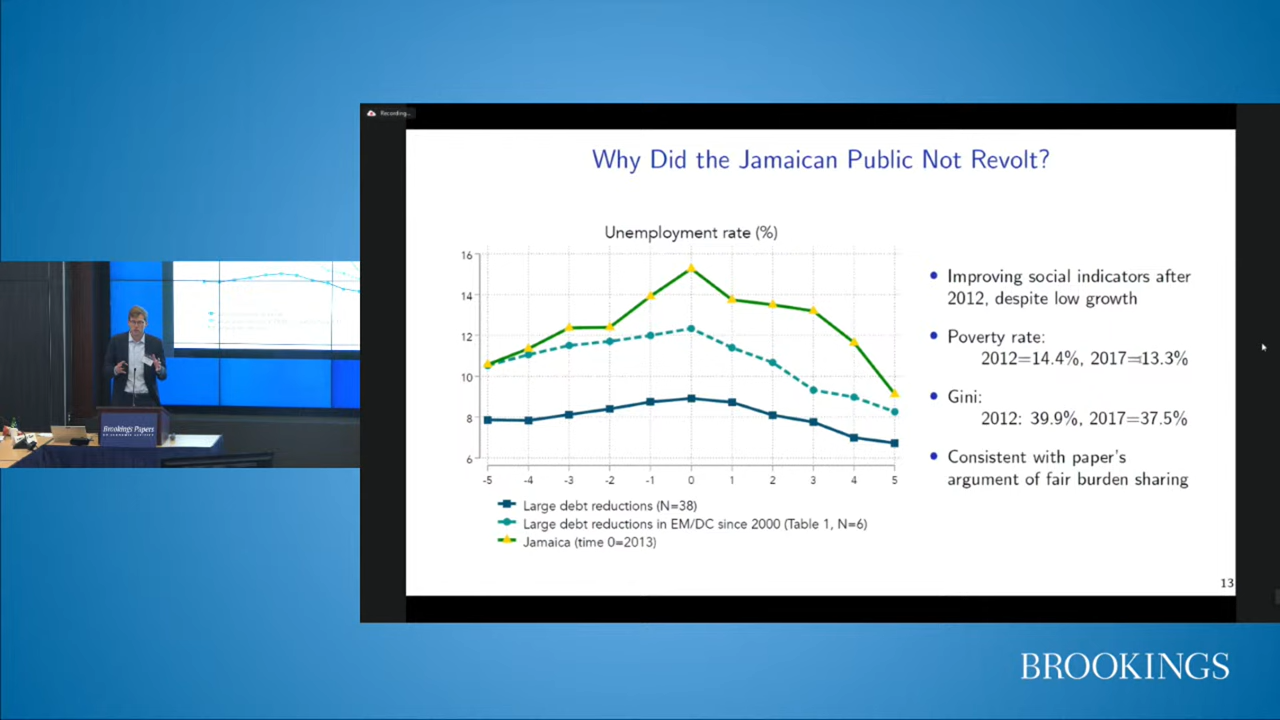 Recording...
Why Did the Jamaican Public Not Revolt?
Unemployment rate (%)
16
14
12
10
8
6
-5 -4 -3 -2 -1 0 1 2 3 4 5
Large debt reductions (N=38)
Large debt reductions in EM/DC since 2000 (Table 1, N=6)
Jamaica (time 0=2013)
• Improving social indicators after
2012, despite low growth
• Poverty rate:
2012=14.4%, 2017=13.3%
• Gini:
2012: 39.9%, 2017=37.5%
• Consistent with paper's
argument of fair burden sharing
13
Brookings Papers
BROOKINGS